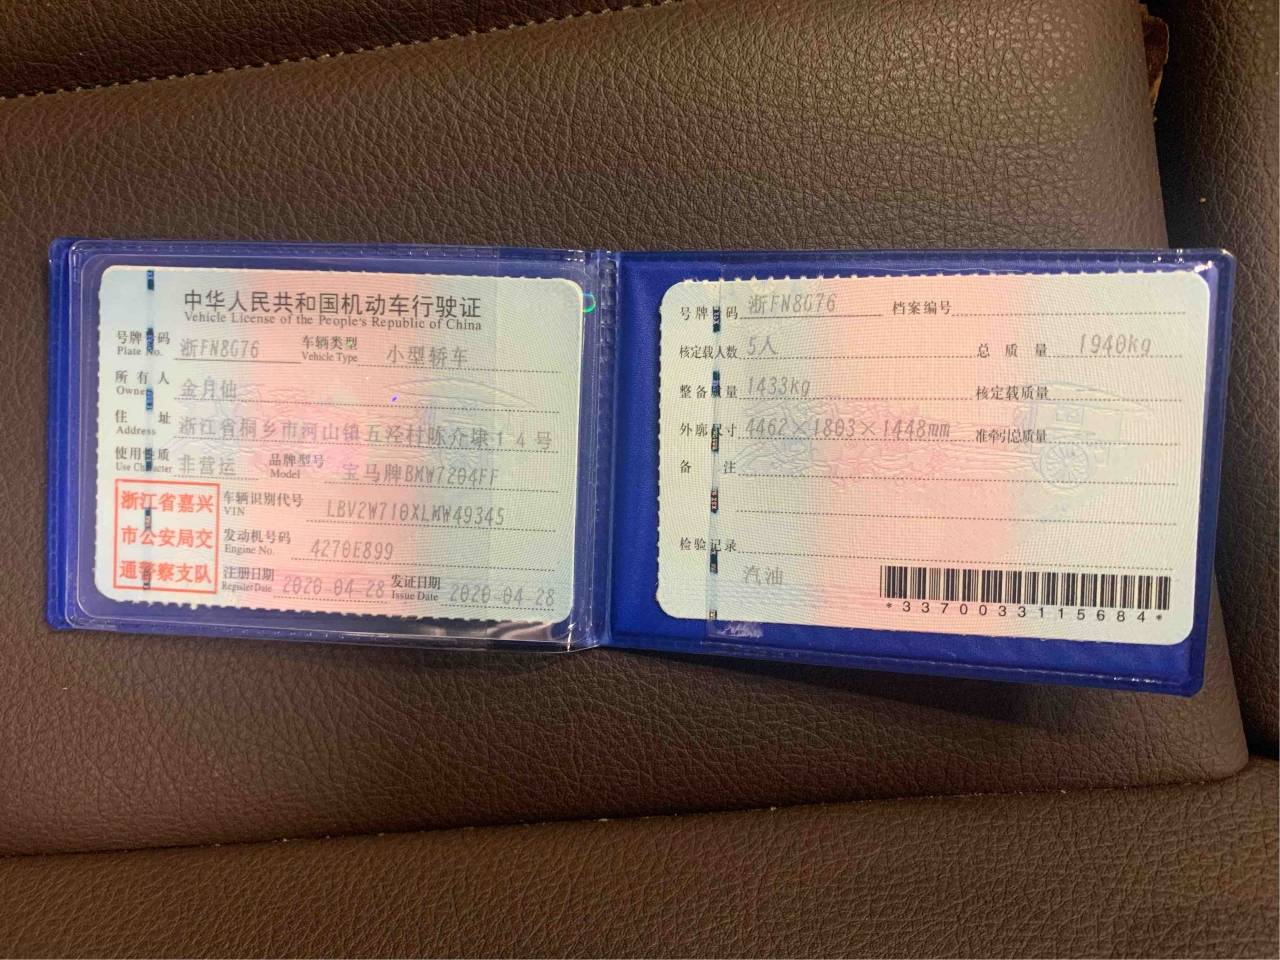 中华人民共和国机动车行驶证
Vehicle License of the People's Republic of China
号牌号码 浙FN8G76 车辆类型 小型轿车
Plate No. Vehicle Type
所有人 金月仙
Owner
住址 浙江省桐乡市河山镇五泾村陈介埭14号
Address
使用性质 非营运 品牌型号 宝马牌BMW7204FF
Use Character Model
浙江省嘉兴
市公安局交
通警察支队
车辆识别代号 LBV2W710XLMW49345
VIN
发动机号码 4270E899
Engine No.
注册日期 2020-04-28 发证日期 2020-04-28
Register Date Issue Date
号牌号码 浙FN8G76 档案编号
核定载人数 5人 总质量 1940kg
整备质量 1433kg 核定载质量
外廓尺寸 4462×1803×1448mm 准牵引总质量
备注
检验记录
汽油
*3370033115684*